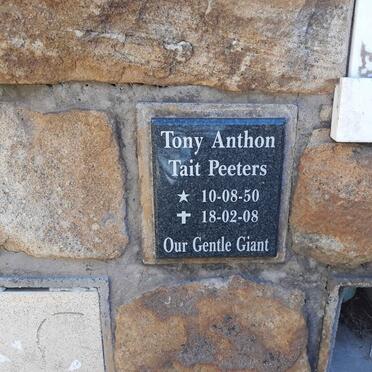 Tony Anthon
Tait Peeters
★ 10-08-50
✝ 18-02-08
Our Gentle Giant